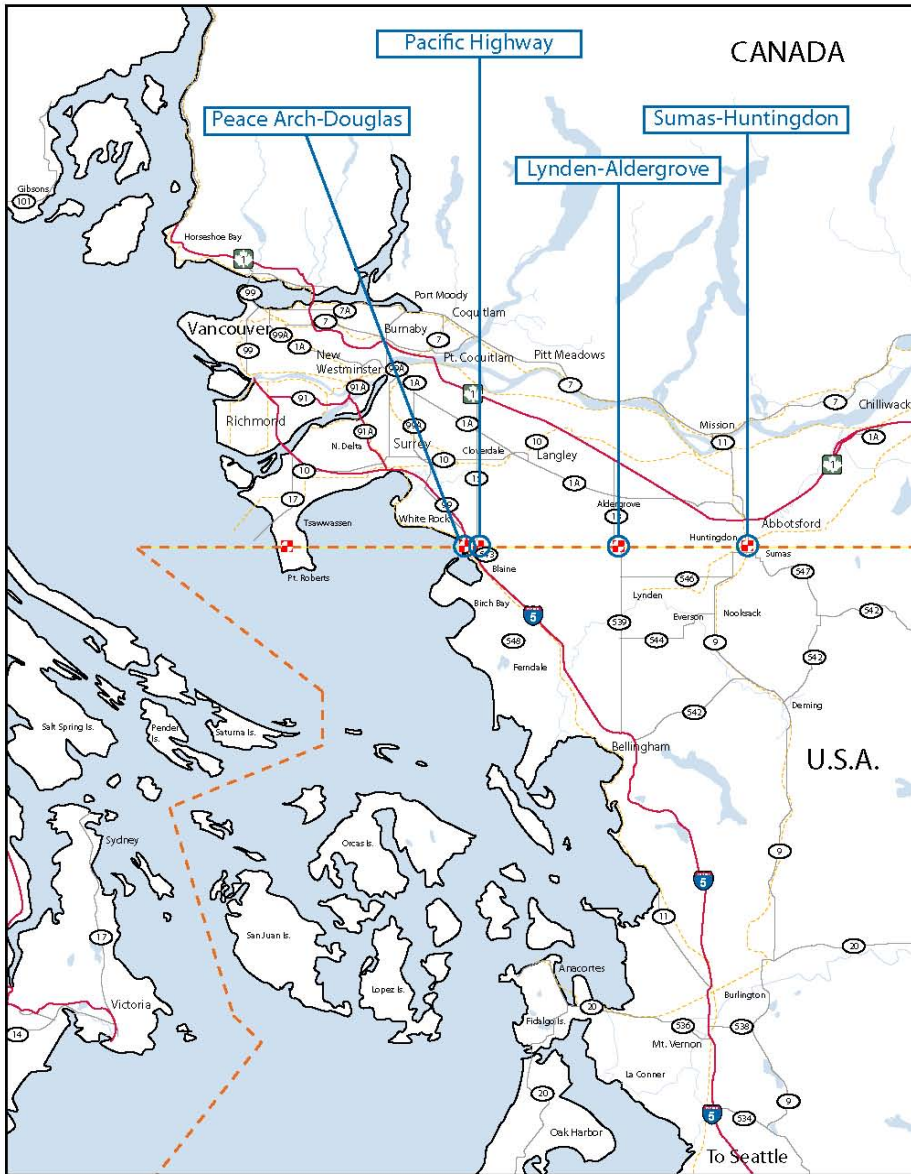 Pacific Highway
CANADA
Peace Arch-Douglas
Sumas-Huntingdon
Lynden-Aldergrove
Gibsons
101
Horseshoe Bay
1
99
Port Moody
7A
Coquitlam
7
Burnaby
Vancouver
99A
1A
7
Pt. Coquitlam
Pitt Meadows
99
New
Westminster
99A
1A
91A
1
7
7
Chilliwack
91
Richmond
99A
1A
Mission
1A
N. Delta
91A
Surrey
Cloverdale
10
Langley
11
10
10
1
17
13
1A
99
Aldergrove
Tsawwassen
White Rock
13
Abbotsford
Huntingdon
Sumas
543
Pt. Roberts
Blaine
546
547
Birch Bay
Lynden
5
Everson
Nooksack
542
548
539
544
9
Ferndale
542
Deming
Salt Spring Is.
Pender
Is.
Saturna Is.
542
Bellingham
U.S.A.
Sydney
Orcas Is.
9
5
San Juan Is.
11
17
20
Anacortes
Lopez Is.
Victoria
Burlington
20
14
Fidalgo Is.
536
538
Mt. Vernon
La Conner
20
9
5
534
Oak Harbor
To Seattle